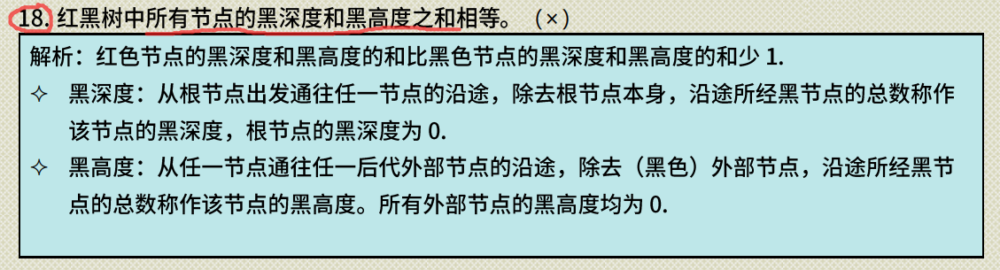 18. 红黑树中所有节点的黑深度和黑高度之和相等。（×）
解析：红色节点的黑深度和黑高度的和比黑色节点的黑深度和黑高度的和少 1.
✧ 黑深度：从根节点出发通往任一节点的沿途，除去根节点本身，沿途所经黑节点的总数称作
该节点的黑深度，根节点的黑深度为 0.
✧ 黑高度：从任一节点通往任一后代外部节点的沿途，除去（黑色）外部节点，沿途所经黑节
点的总数称作该节点的黑高度。所有外部节点的黑高度均为 0.